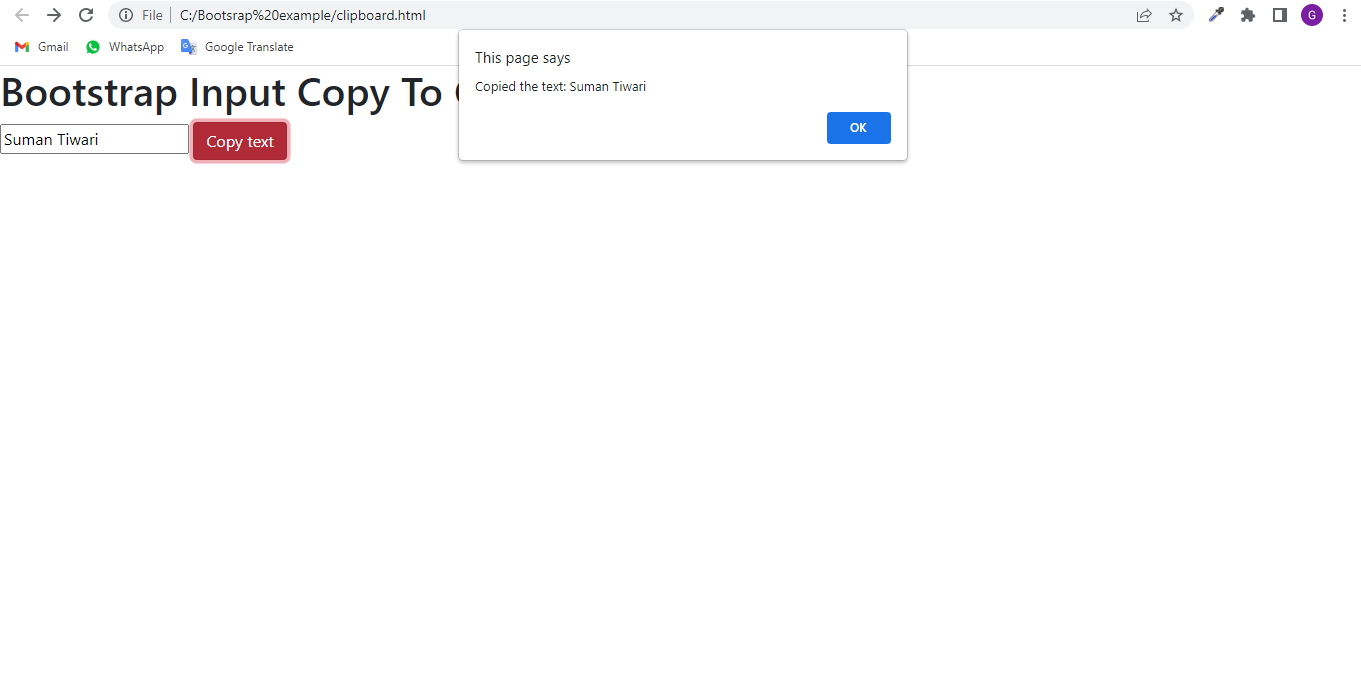 File C:/Bootsrap%20example/clipboard.html G
Gmail WhatsApp Google Translate
This page says
Copied the text: Suman Tiwari
OK
Bootstrap Input Copy To
Suman Tiwari Copy text